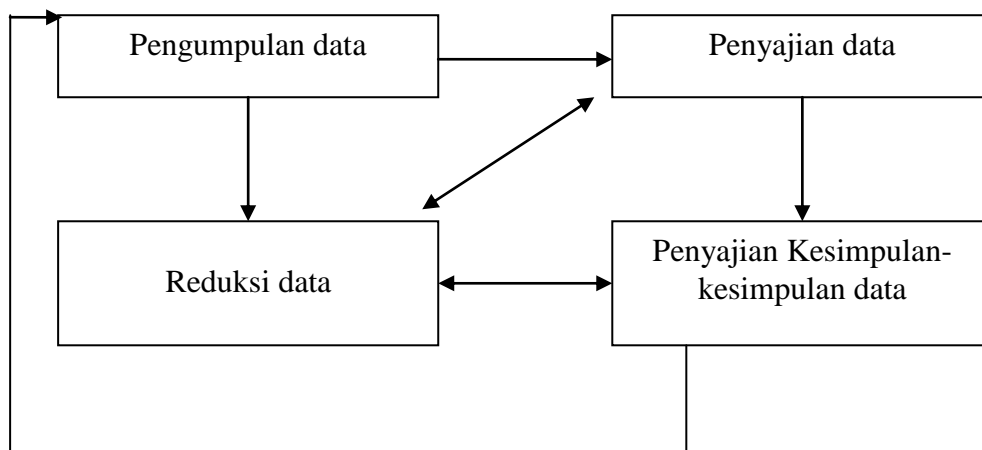 Pengumpulan data
Penyajian data
Reduksi data
Penyajian Kesimpulan-
kesimpulan data